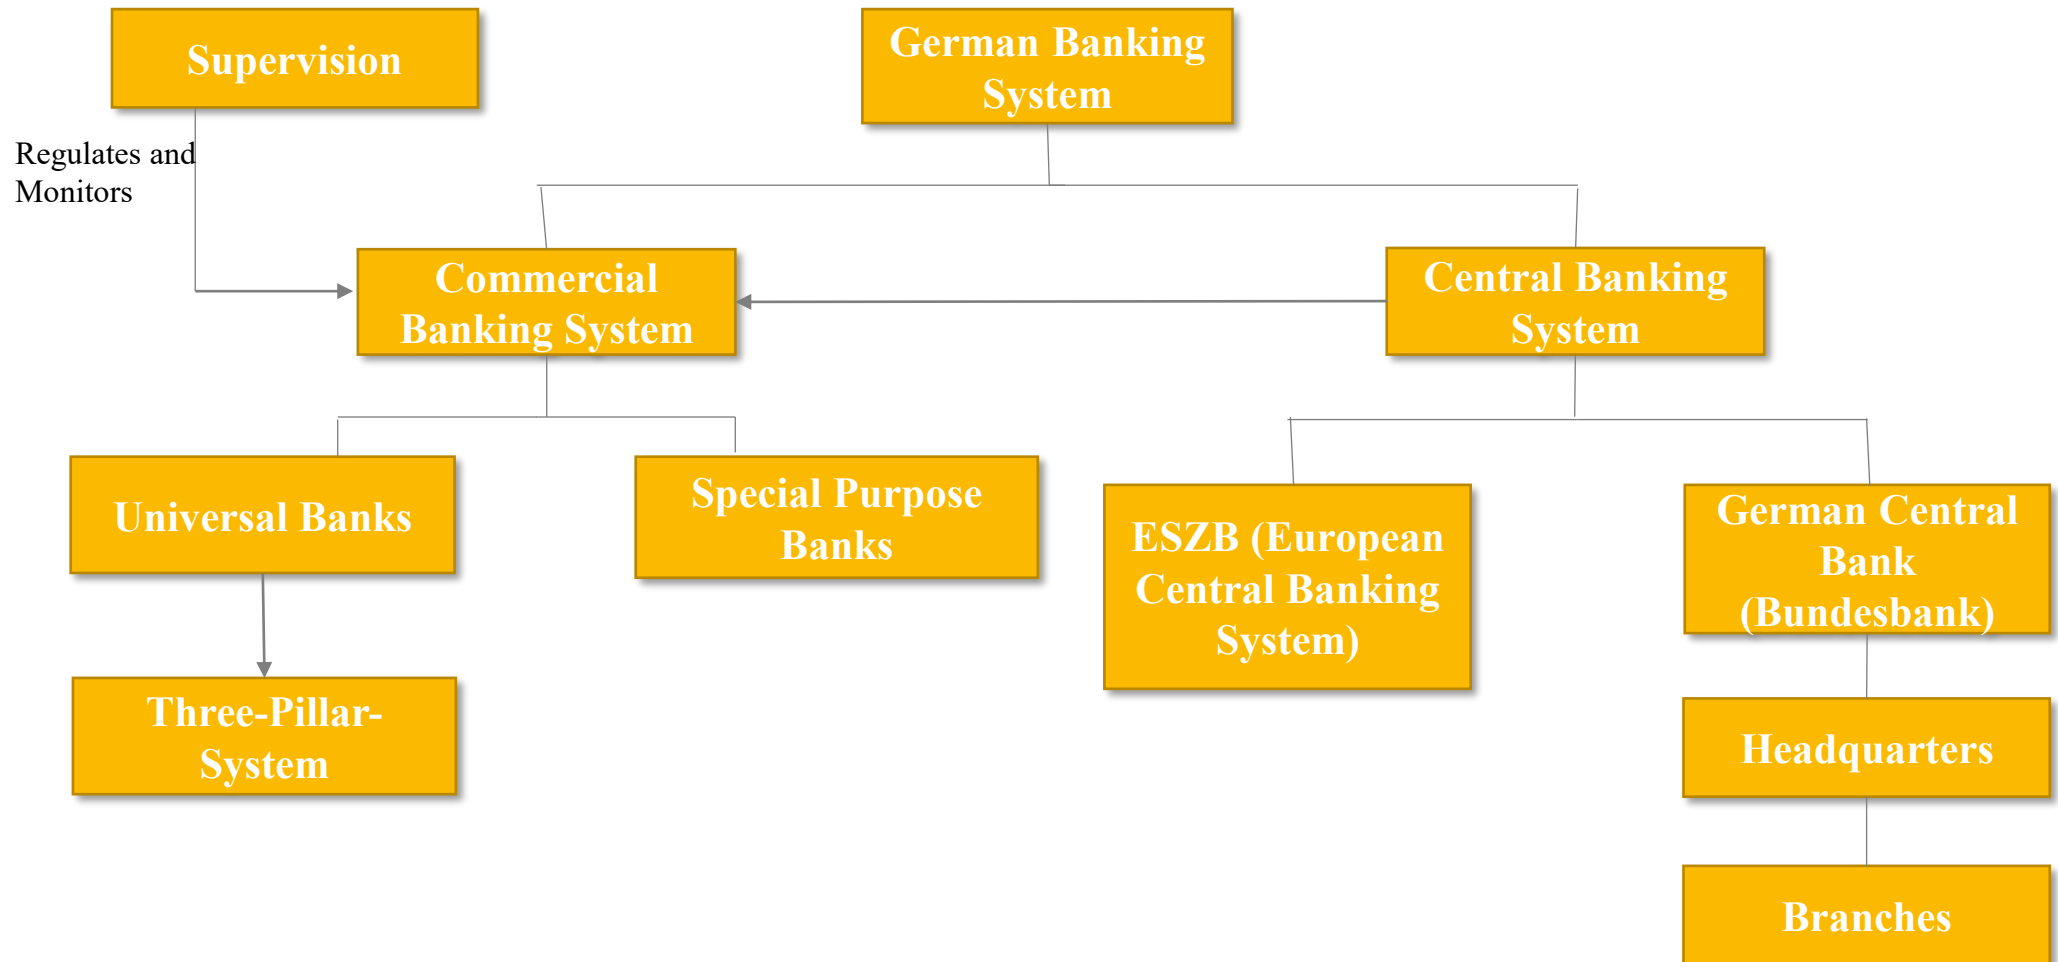 Supervision
German Banking
System
Regulates and
Monitors
Commercial
Banking System
Central Banking
System
Universal Banks
Special Purpose
Banks
ESZB (European
Central Banking
System)
German Central
Bank
(Bundesbank)
Three-Pillar-
System
Headquarters
Branches